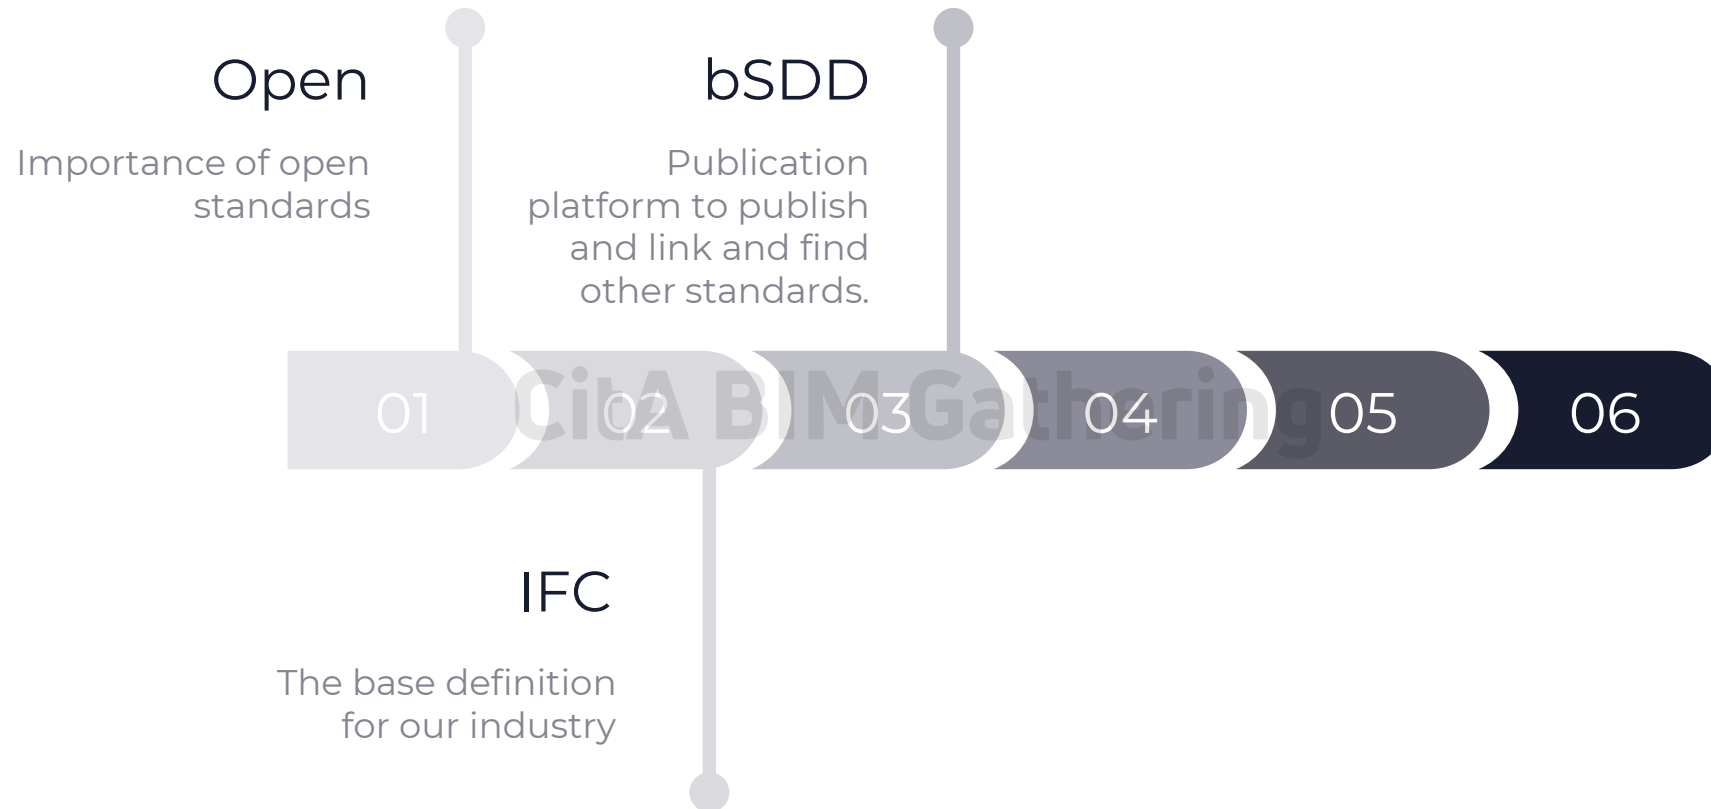 Open
Importance of open
standards
bSDD
Publication
platform to publish
and link and find
other standards.
01
02
03
04
05
06
CitA BIM Gathering
IFC
The base definition
for our industry